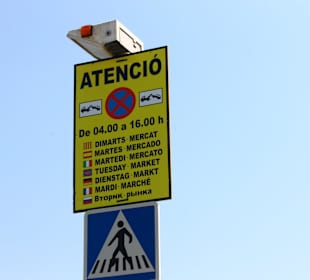 ATENCIÓ
De 04.00 a 16.00 h
DIMARTS-MERCAT
MARTES-MERCADO
MARTEDI-MERCATO
TUESDAY-MARKET
DIENSTAG-MARKT
MARDI-MARCHÉ
Вторник-рынка